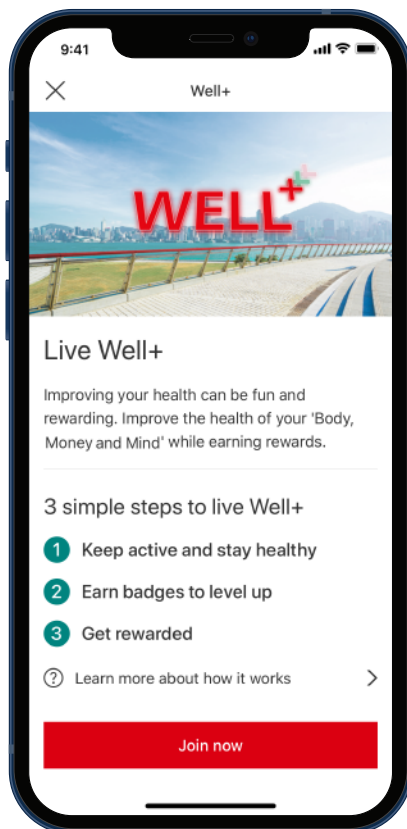 9:41
Well+
WELL+
Live Well+
Improving your health can be fun and
rewarding. Improve the health of your 'Body,
Money and Mind' while earning rewards.
3 simple steps to live Well+
1 Keep active and stay healthy
2 Earn badges to level up
3 Get rewarded
? Learn more about how it works
Join now